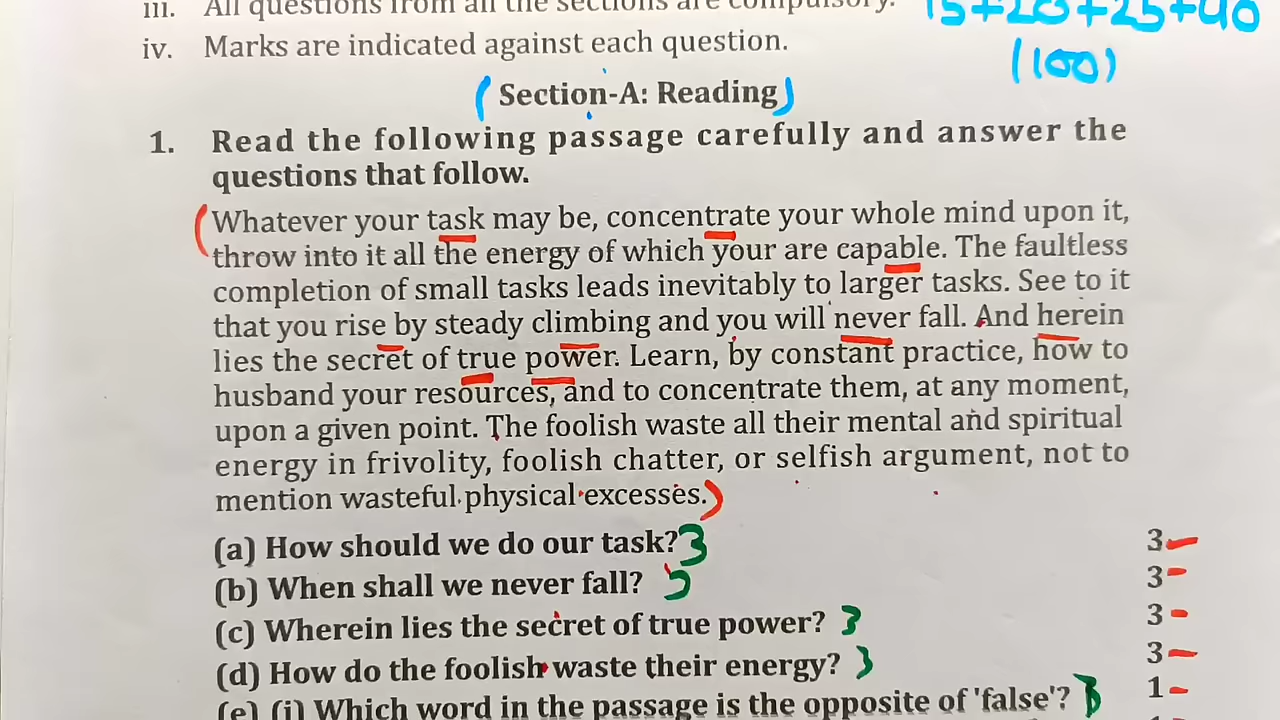 iii. All questions from all the sections are compulsory. 15+20+25+40
iv. Marks are indicated against each question. (100)
(Section-A: Reading)
1. Read the following passage carefully and answer the
questions that follow.
(Whatever your task may be, concentrate your whole mind upon it,
throw into it all the energy of which your are capable. The faultless
completion of small tasks leads inevitably to larger tasks. See to it
that you rise by steady climbing and you will never fall. And herein
lies the secret of true power. Learn, by constant practice, how to
husband your resources, and to concentrate them, at any moment,
upon a given point. The foolish waste all their mental and spiritual
energy in frivolity, foolish chatter, or selfish argument, not to
mention wasteful physical excesses.)
(a) How should we do our task? 3 3
(b) When shall we never fall? 3 3
(c) Wherein lies the secret of true power? 3 3
(d) How do the foolish waste their energy? 3 3
(e) (i) Which word in the passage is the opposite of 'false'? 1